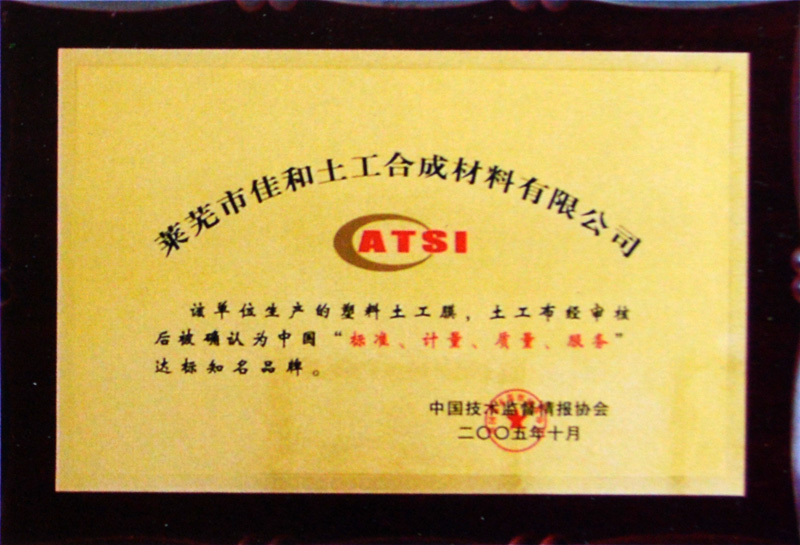 莱芜市佳和土工合成材料有限公司
CATSI
该单位生产的塑料土工膜，土工布经审核
后被确认为中国“标准、计量、质量、服务”
达标知名品牌。
中国技术监督情报协会
二〇〇五年十月